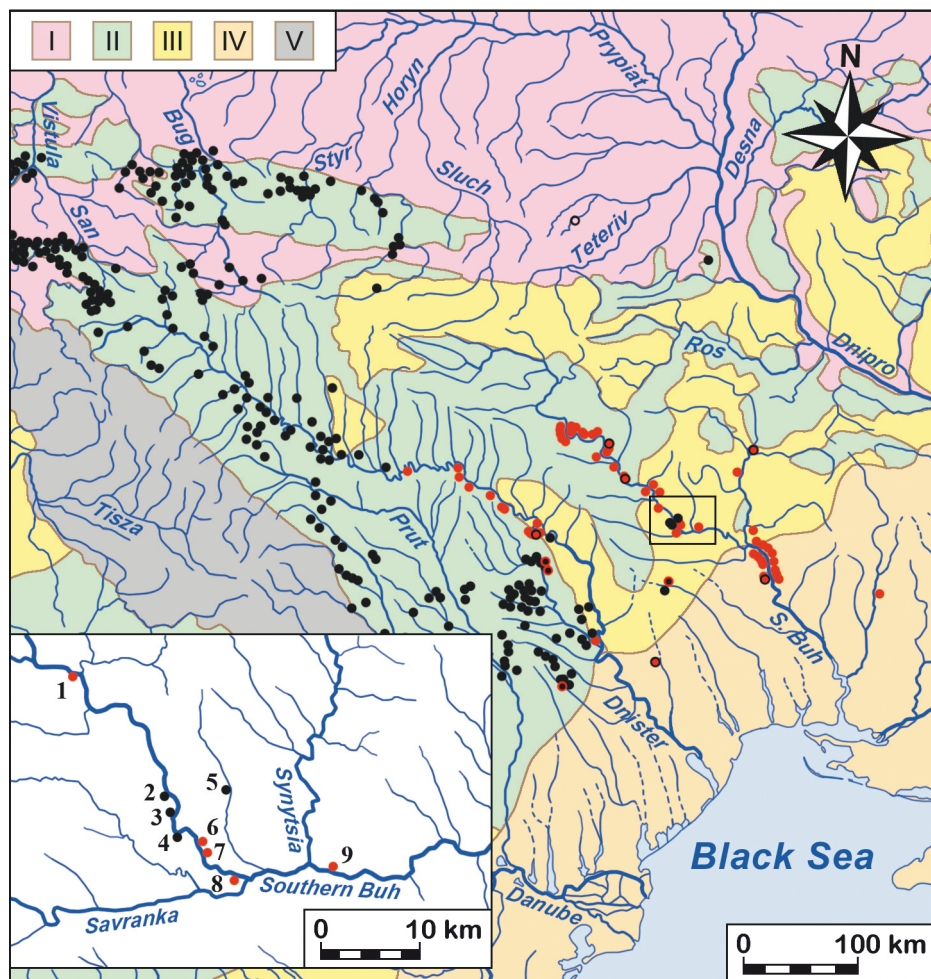 I II III IV V
N
Vistula
Bug
Horyn
Prypiat
Styr
Sluch
Desna
San
Teteriv
Ros
Dnipro
Tisza
Prut
S. Buh
Dnister
Black Sea
Danube
1
2
3
4
5
6
7
8
9
Synytsia
Southern Buh
Savranka
0 10 km
0 100 km